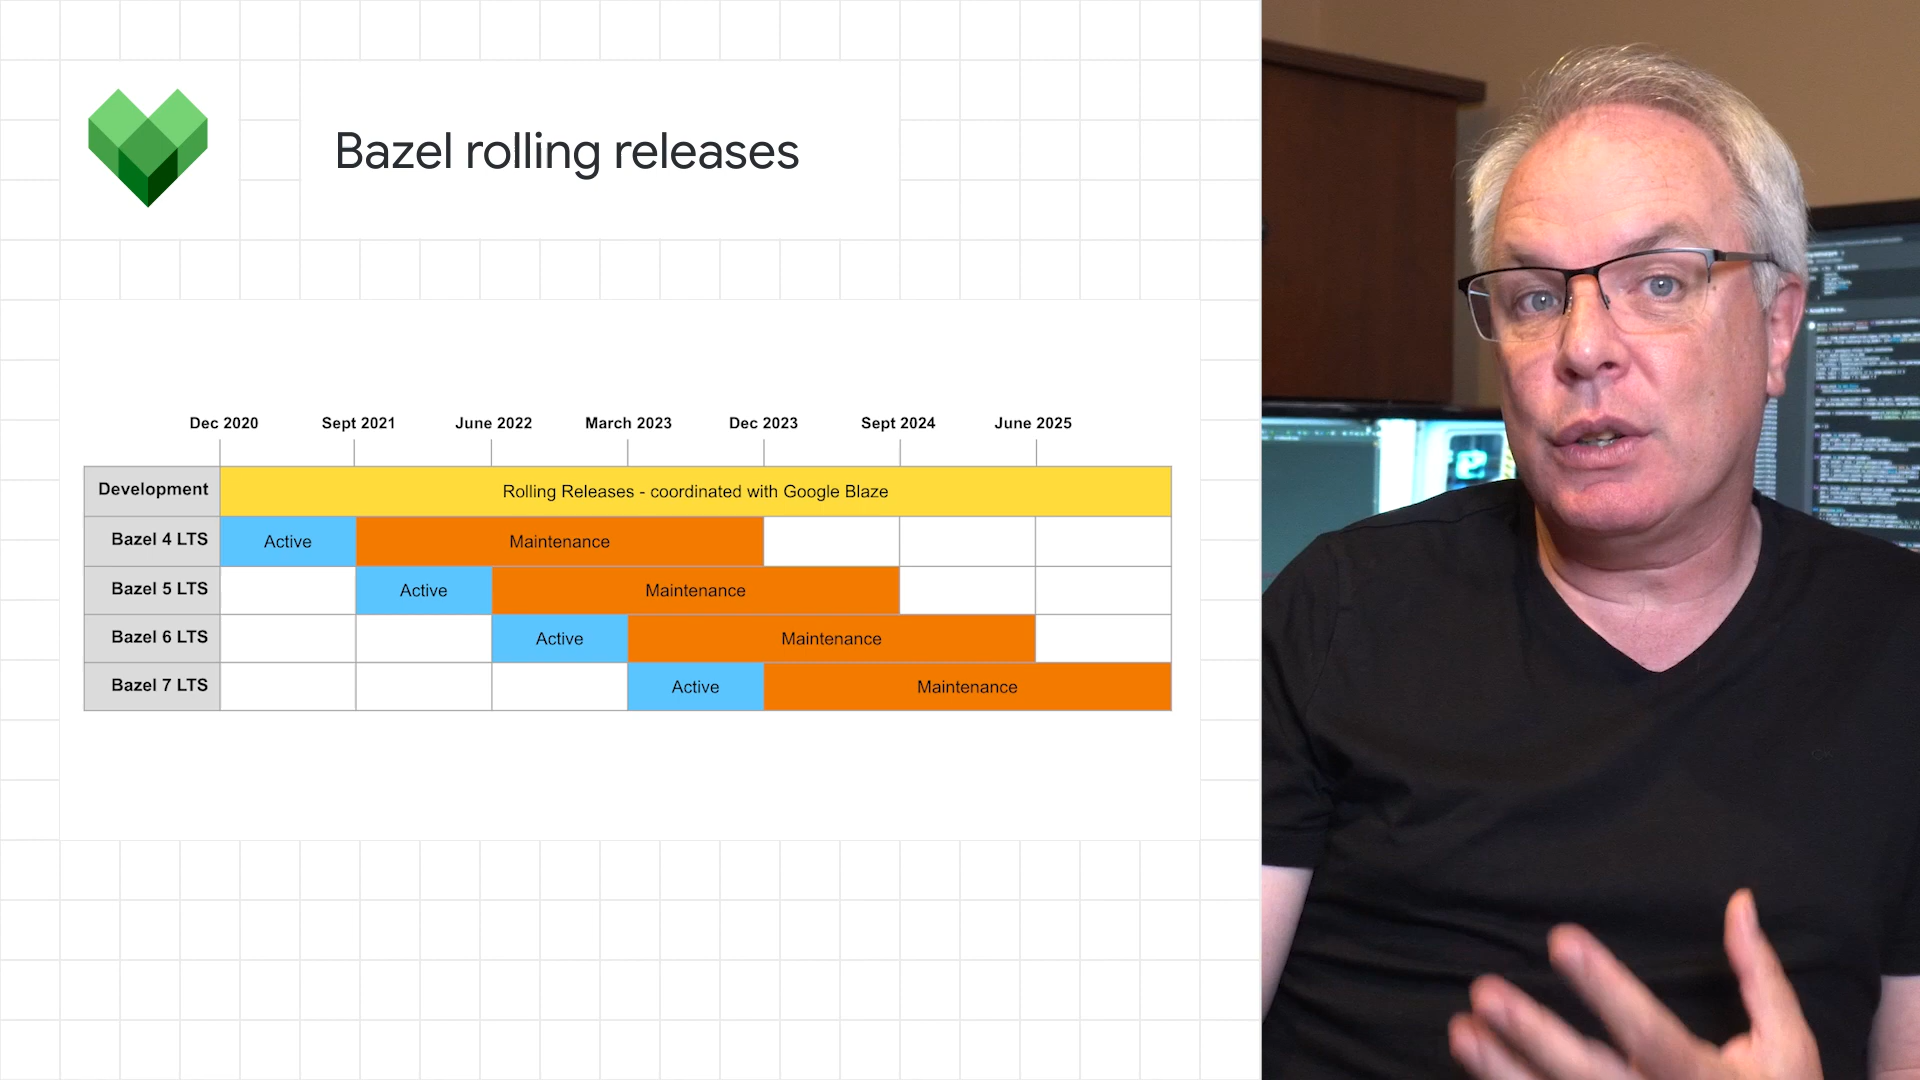 Bazel rolling releases
Dec 2020 Sept 2021 June 2022 March 2023 Dec 2023 Sept 2024 June 2025
Development Rolling Releases - coordinated with Google Blaze
Bazel 4 LTS Active Maintenance
Bazel 5 LTS Active Maintenance
Bazel 6 LTS Active Maintenance
Bazel 7 LTS Active Maintenance